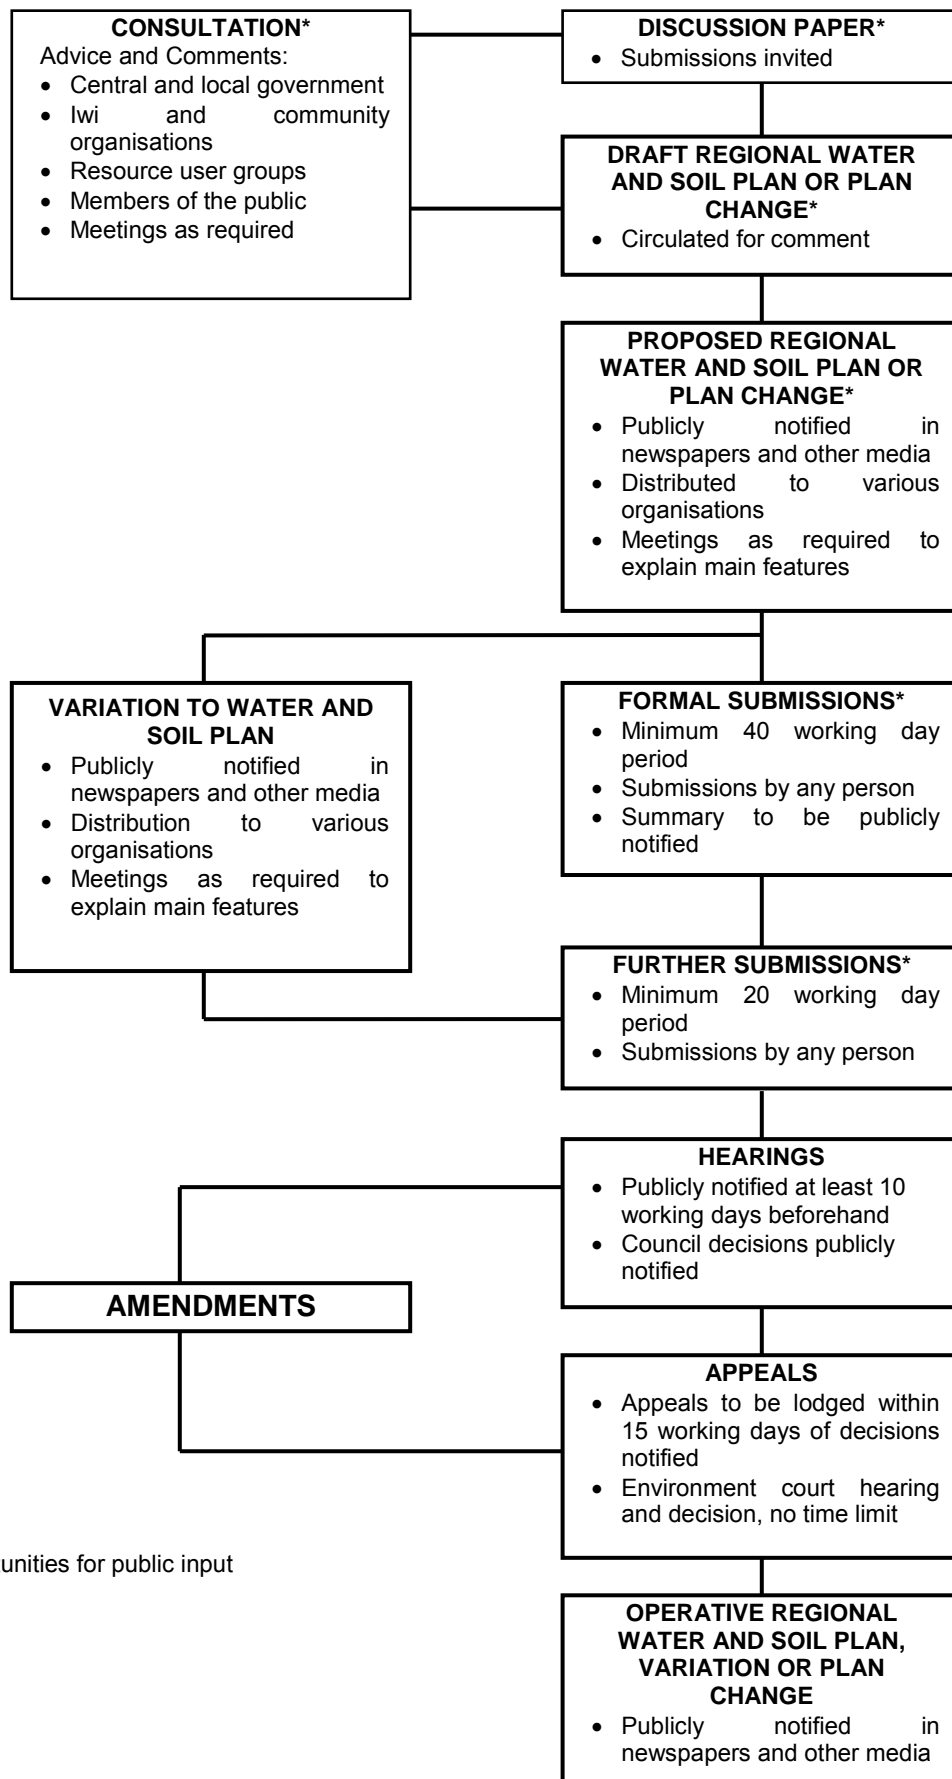 CONSULTATION*
Advice and Comments:
• Central and local government
• Iwi and community
organisations
• Resource user groups
• Members of the public
• Meetings as required
DISCUSSION PAPER*
• Submissions invited
DRAFT REGIONAL WATER
AND SOIL PLAN OR PLAN
CHANGE*
• Circulated for comment
PROPOSED REGIONAL
WATER AND SOIL PLAN OR
PLAN CHANGE*
• Publicly notified in
newspapers and other media
• Distributed to various
organisations
• Meetings as required to
explain main features
VARIATION TO WATER AND
SOIL PLAN
• Publicly notified in
newspapers and other media
• Distribution to various
organisations
• Meetings as required to
explain main features
FORMAL SUBMISSIONS*
• Minimum 40 working day
period
• Submissions by any person
• Summary to be publicly
notified
FURTHER SUBMISSIONS*
• Minimum 20 working day
period
• Submissions by any person
HEARINGS
• Publicly notified at least 10
working days beforehand
• Council decisions publicly
notified
AMENDMENTS
APPEALS
• Appeals to be lodged within
15 working days of decisions
notified
• Environment court hearing
and decision, no time limit
unities for public input
OPERATIVE REGIONAL
WATER AND SOIL PLAN,
VARIATION OR PLAN
CHANGE
• Publicly notified in
newspapers and other media